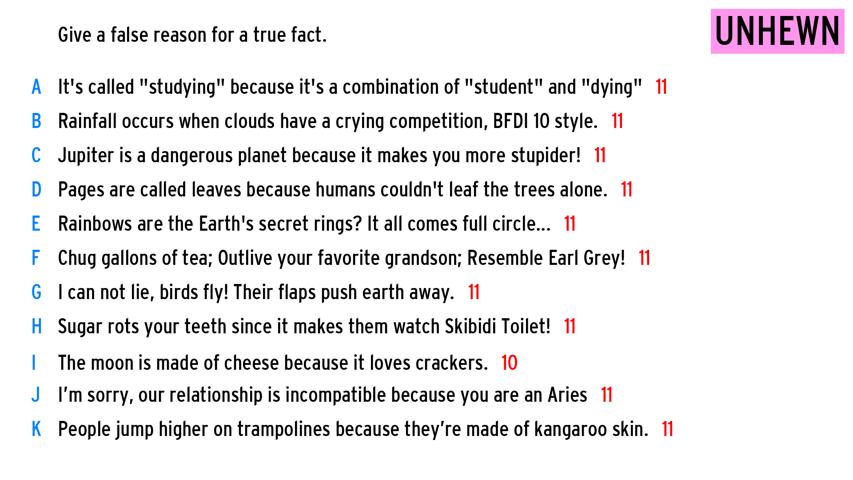 Give a false reason for a true fact.
UNHEWN
A It's called "studying" because it's a combination of "student" and "dying" 11
B Rainfall occurs when clouds have a crying competition, BFDI 10 style. 11
C Jupiter is a dangerous planet because it makes you more stupider! 11
D Pages are called leaves because humans couldn't leaf the trees alone. 11
E Rainbows are the Earth's secret rings? It all comes full circle... 11
F Chug gallons of tea; Outlive your favorite grandson; Resemble Earl Grey! 11
G I can not lie, birds fly! Their flaps push earth away. 11
H Sugar rots your teeth since it makes them watch Skibidi Toilet! 11
I The moon is made of cheese because it loves crackers. 10
J I’m sorry, our relationship is incompatible because you are an Aries 11
K People jump higher on trampolines because they’re made of kangaroo skin. 11